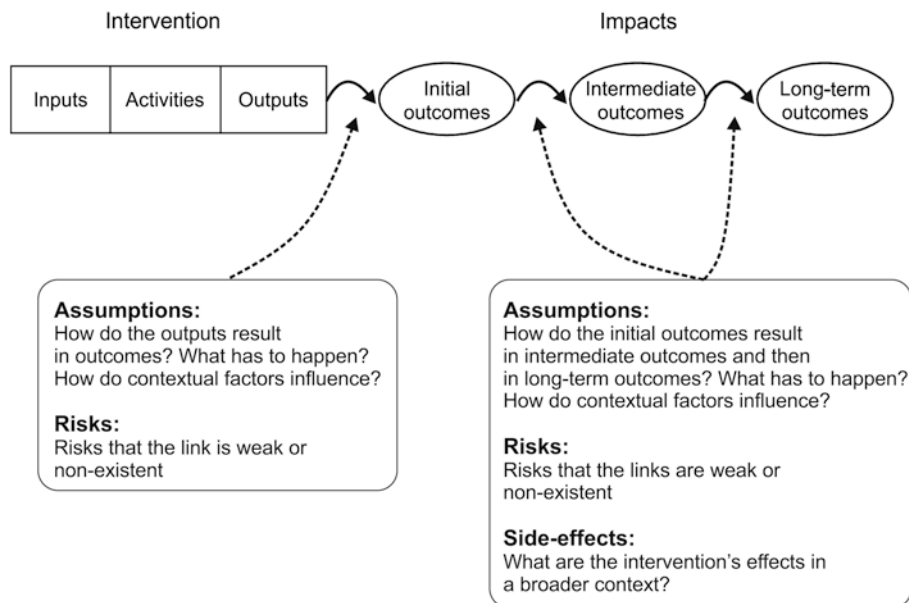 Intervention
Impacts
Inputs
Activities
Outputs
Initial
outcomes
Intermediate
outcomes
Long-term
outcomes
Assumptions:
How do the outputs result
in outcomes? What has to happen?
How do contextual factors influence?
Risks:
Risks that the link is weak or
non-existent
Assumptions:
How do the initial outcomes result
in intermediate outcomes and then
in long-term outcomes? What has to happen?
How do contextual factors influence?
Risks:
Risks that the links are weak or
non-existent
Side-effects:
What are the intervention’s effects in
a broader context?